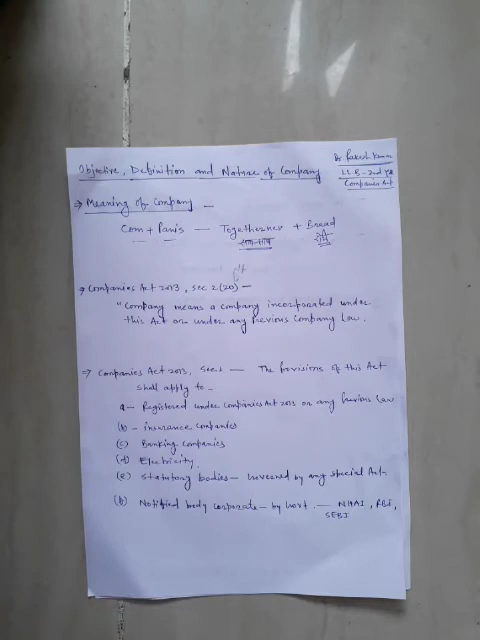 Objective, Definition and Nature of Company
Dr Rakesh Kumar
LL.B - 2nd yr
Companies Act
⇒ Meaning of Company -
Com + Panis — Togetherner + Bread
साथ-साथ रोटी
⇒ Companies Act 2013, sec 2(20) —
"Company means a company incorporated under
this Act or under any previous Company Law.
⇒ Companies Act 2013, Sec 1 — The provisions of this Act
shall apply to -
a - Registered under Companies Act 2013 or any previous Law
(b) - insurance companies
(c) Banking Companies
(d) Electricity.
(e) Statutory bodies - Governed by any special Act-
(f) Notified body corporate - by Govt. — NHAI, RBI,
SEBI